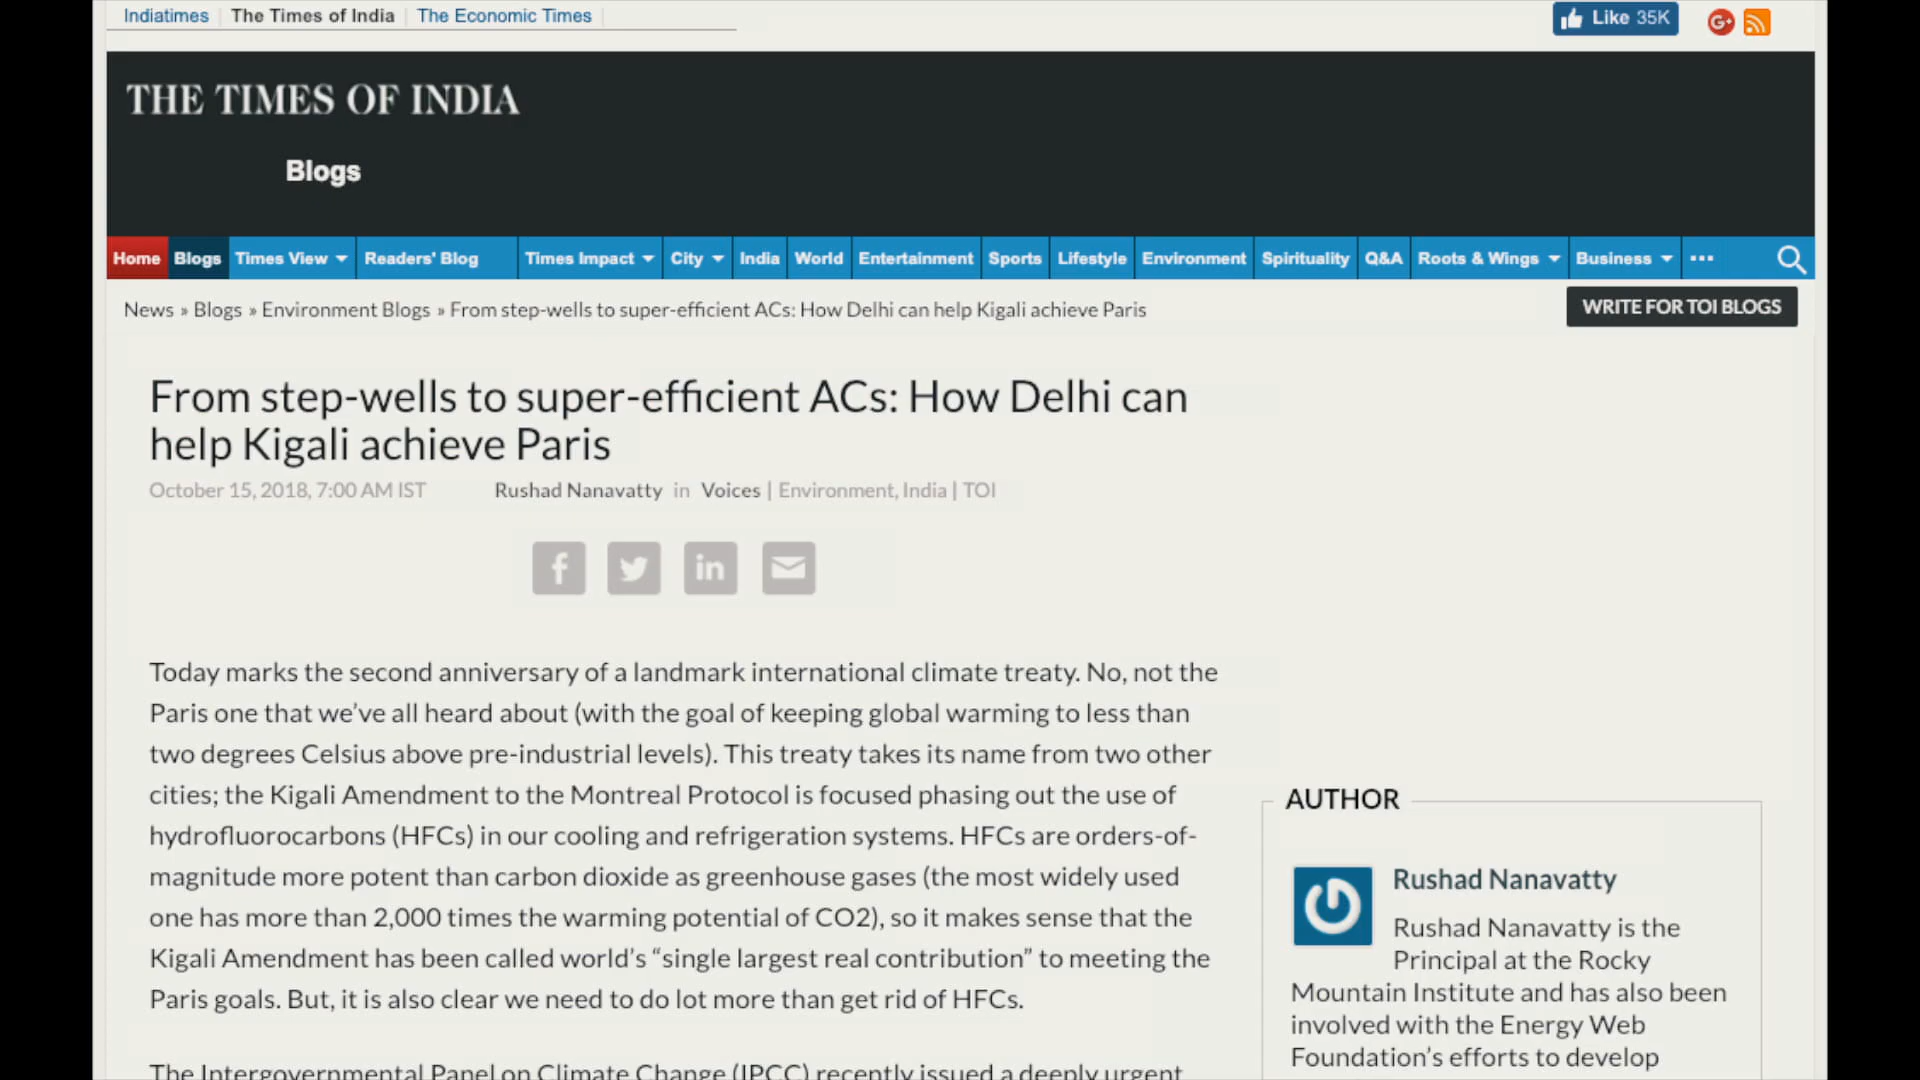 Indiatimes The Times of India The Economic Times
Like 35K
THE TIMES OF INDIA
Blogs
Home Blogs Times View Readers' Blog Times Impact City India World Entertainment Sports Lifestyle Environment Spirituality Q&A Roots & Wings Business ...
News » Blogs » Environment Blogs » From step-wells to super-efficient ACs: How Delhi can help Kigali achieve Paris
WRITE FOR TOI BLOGS
From step-wells to super-efficient ACs: How Delhi can
help Kigali achieve Paris
October 15, 2018, 7:00 AM IST Rushad Nanavatty in Voices | Environment, India | TOI
Today marks the second anniversary of a landmark international climate treaty. No, not the
Paris one that we’ve all heard about (with the goal of keeping global warming to less than
two degrees Celsius above pre-industrial levels). This treaty takes its name from two other
cities; the Kigali Amendment to the Montreal Protocol is focused phasing out the use of
hydrofluorocarbons (HFCs) in our cooling and refrigeration systems. HFCs are orders-of-
magnitude more potent than carbon dioxide as greenhouse gases (the most widely used
one has more than 2,000 times the warming potential of CO2), so it makes sense that the
Kigali Amendment has been called world’s “single largest real contribution” to meeting the
Paris goals. But, it is also clear we need to do lot more than get rid of HFCs.
The Intergovernmental Panel on Climate Change (IPCC) recently issued a deeply urgent
AUTHOR
Rushad Nanavatty
Rushad Nanavatty is the
Principal at the Rocky
Mountain Institute and has also been
involved with the Energy Web
Foundation’s efforts to develop